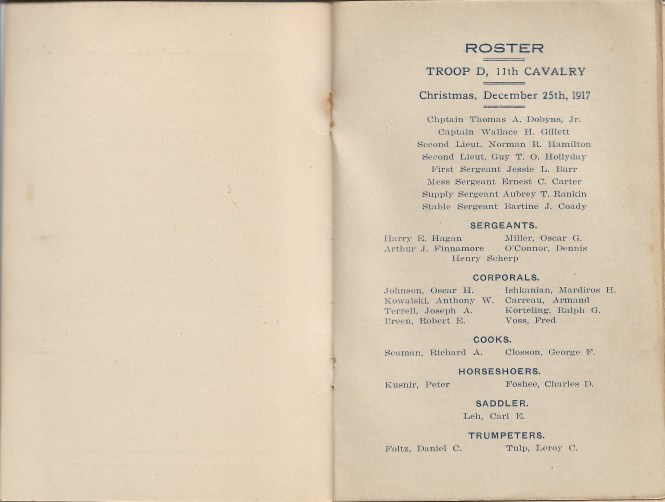 ROSTER
TROOP D, 11th CAVALRY
Christmas, December 25th, 1917
Chptain Thomas A. Dobyns, Jr.
Captain Wallace H. Gillett
Second Lieut. Norman R. Hamilton
Second Lieut. Guy T. O. Hollyday
First Sergeant Jessie L. Barr
Mess Sergeant Ernest C. Carter
Supply Sergeant Aubrey T. Rankin
Stable Sergeant Bartine J. Coady
SERGEANTS.
Harry E. Hagan Miller, Oscar G.
Arthur J. Finnamore O'Connor, Dennis
Henry Scherp
CORPORALS.
Johnson, Oscar H. Ishkanian, Mardiros H.
Kowalski, Anthony W. Carreau, Armand
Terrell, Joseph A. Korteling, Ralph G.
Breen, Robert E. Voss, Fred
COOKS.
Seaman, Richard A. Closson, George F.
HORSESHOERS.
Kusnir, Peter Foshee, Charles D.
SADDLER.
Leh, Carl E.
TRUMPETERS.
Foltz, Daniel C. Tulp, Leroy C.